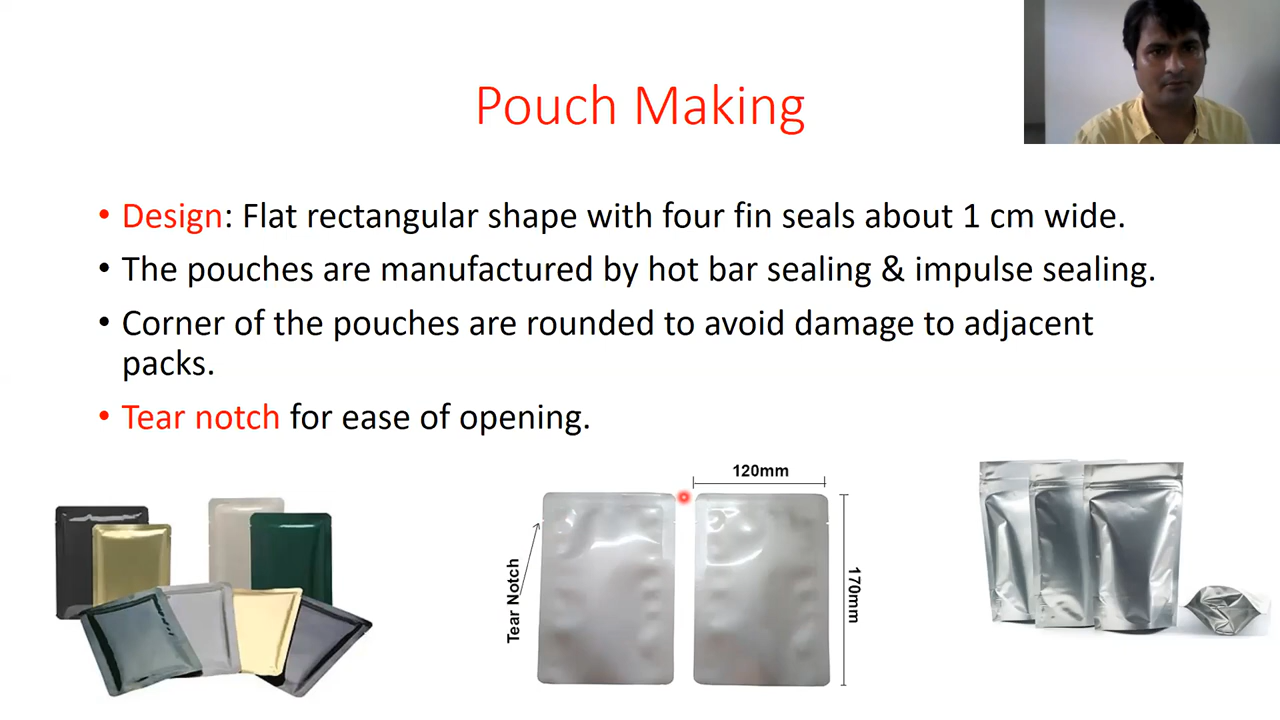 Pouch Making
• Design: Flat rectangular shape with four fin seals about 1 cm wide.
• The pouches are manufactured by hot bar sealing & impulse sealing.
• Corner of the pouches are rounded to avoid damage to adjacent
packs.
• Tear notch for ease of opening.
120mm
Tear Notch
170mm